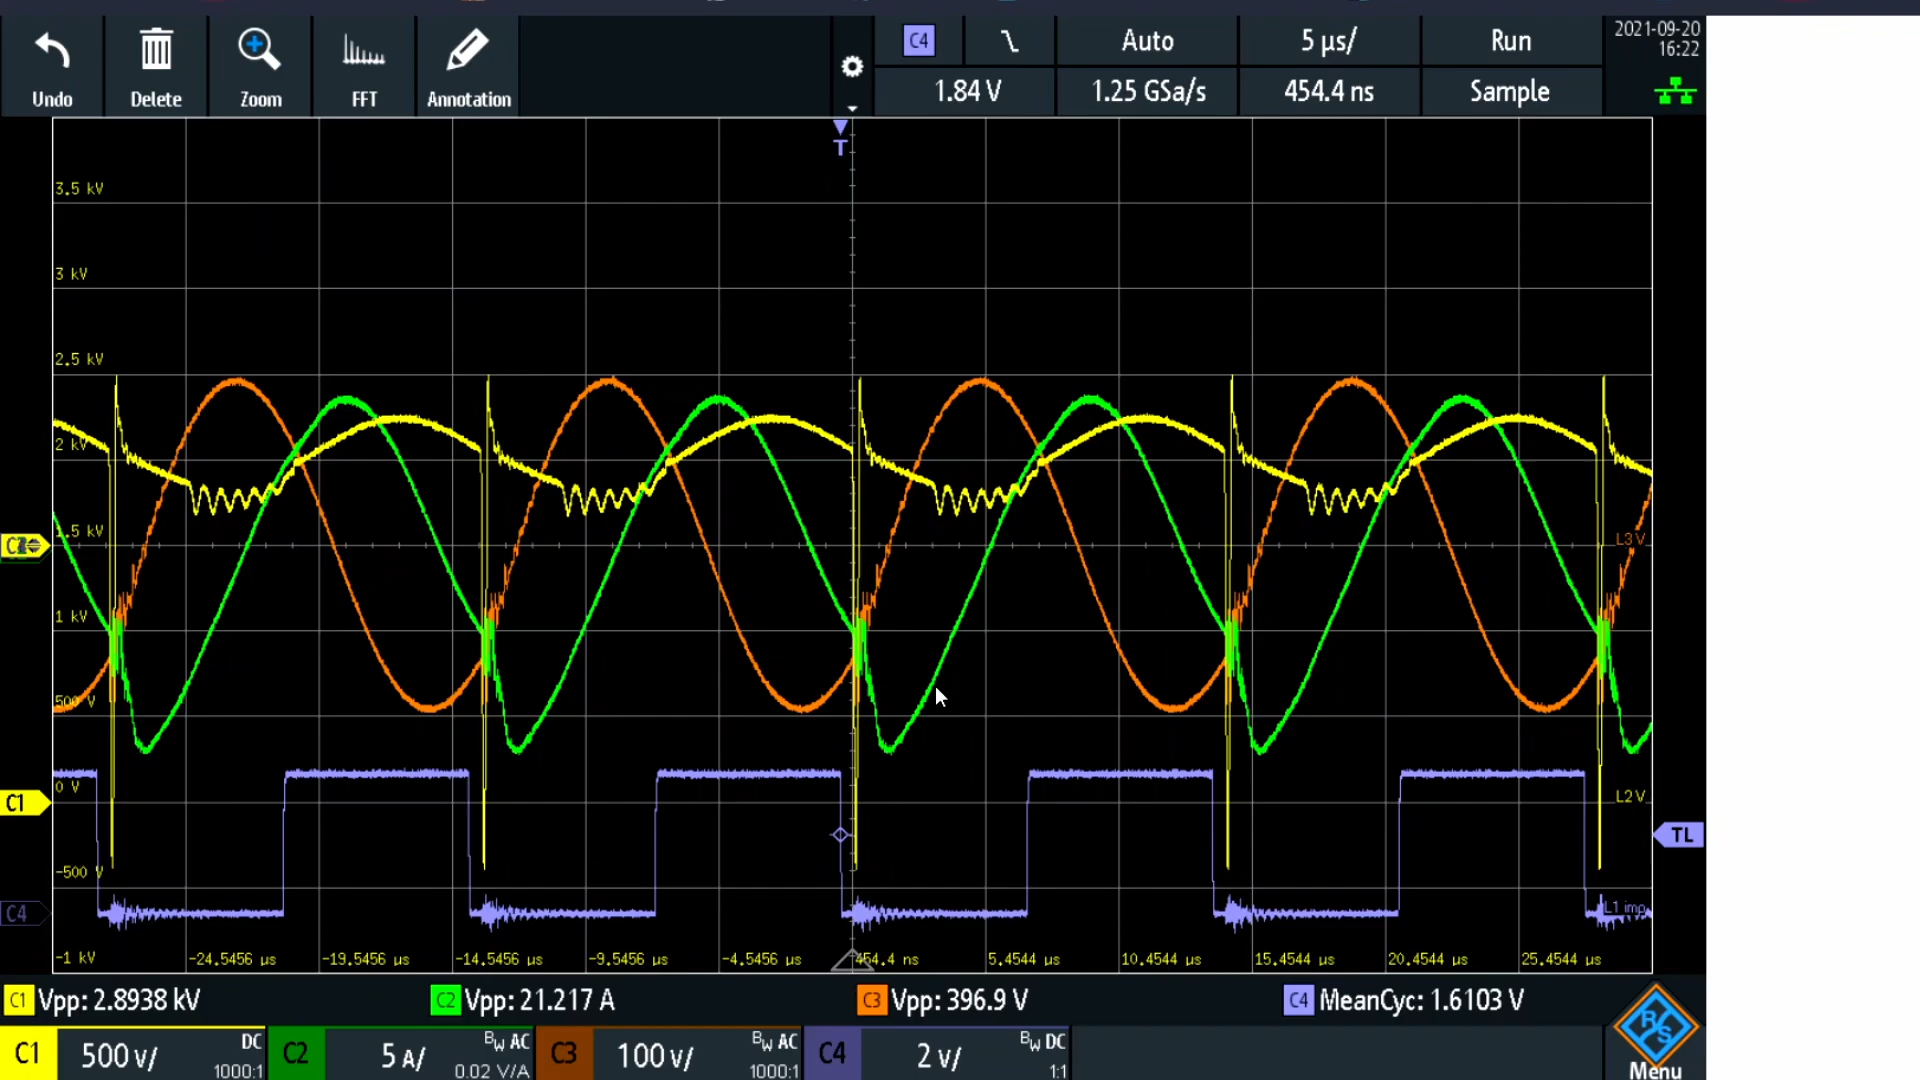 C4 Auto 5 µs/ Run 2021-09-20
16:22
Undo Delete Zoom FFT Annotation 1.84 V 1.25 GSa/s 454.4 ns Sample
T
3.5 kV
3 kV
2.5 kV
2 kV
1.5 kV
L3 V
1 kV
500 V
0 V
C1
L2 V
TL
-500 V
C4
L1 imp
-1 kV -24.5456 µs -19.5456 µs -14.5456 µs -9.5456 µs -4.5456 µs 454.4 ns 5.4544 µs 10.4544 µs 15.4544 µs 20.4544 µs 25.4544 µs
C1 Vpp: 2.8938 kV C2 Vpp: 21.217 A C3 Vpp: 396.9 V C4 MeanCyc: 1.6103 V
R&S
C1 500 V/ DC 1000:1 C2 5 A/ BW AC 0.02 V/A C3 100 V/ BW AC 1000:1 C4 2 V/ BW DC 1:1
Menu